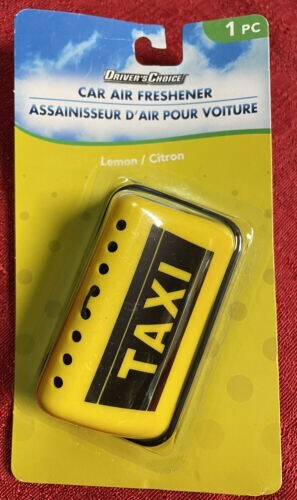 1 PC
DRIVER'S CHOICE
CAR AIR FRESHENER
ASSAINISSEUR D'AIR POUR VOITURE
Lemon / Citron
TAXI